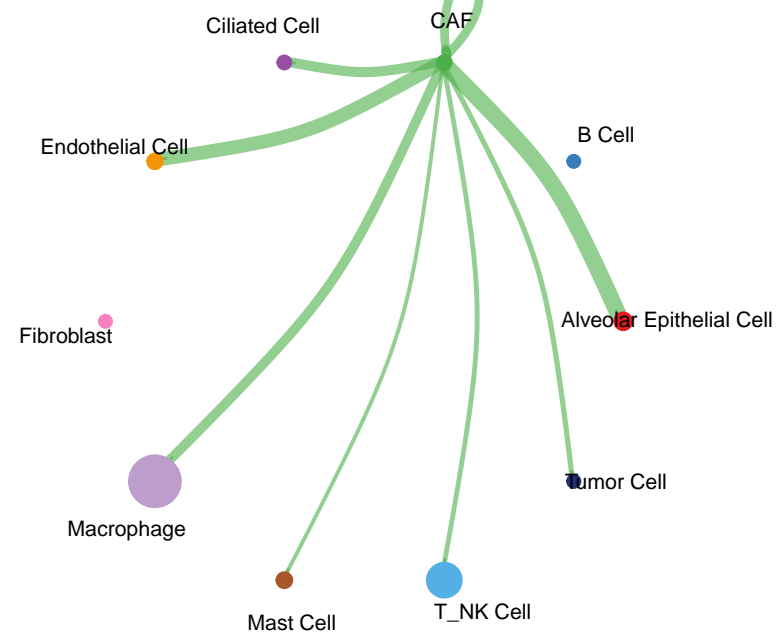 CAF
Ciliated Cell
B Cell
Endothelial Cell
Alveolar Epithelial Cell
Fibroblast
Tumor Cell
Macrophage
T_NK Cell
Mast Cell